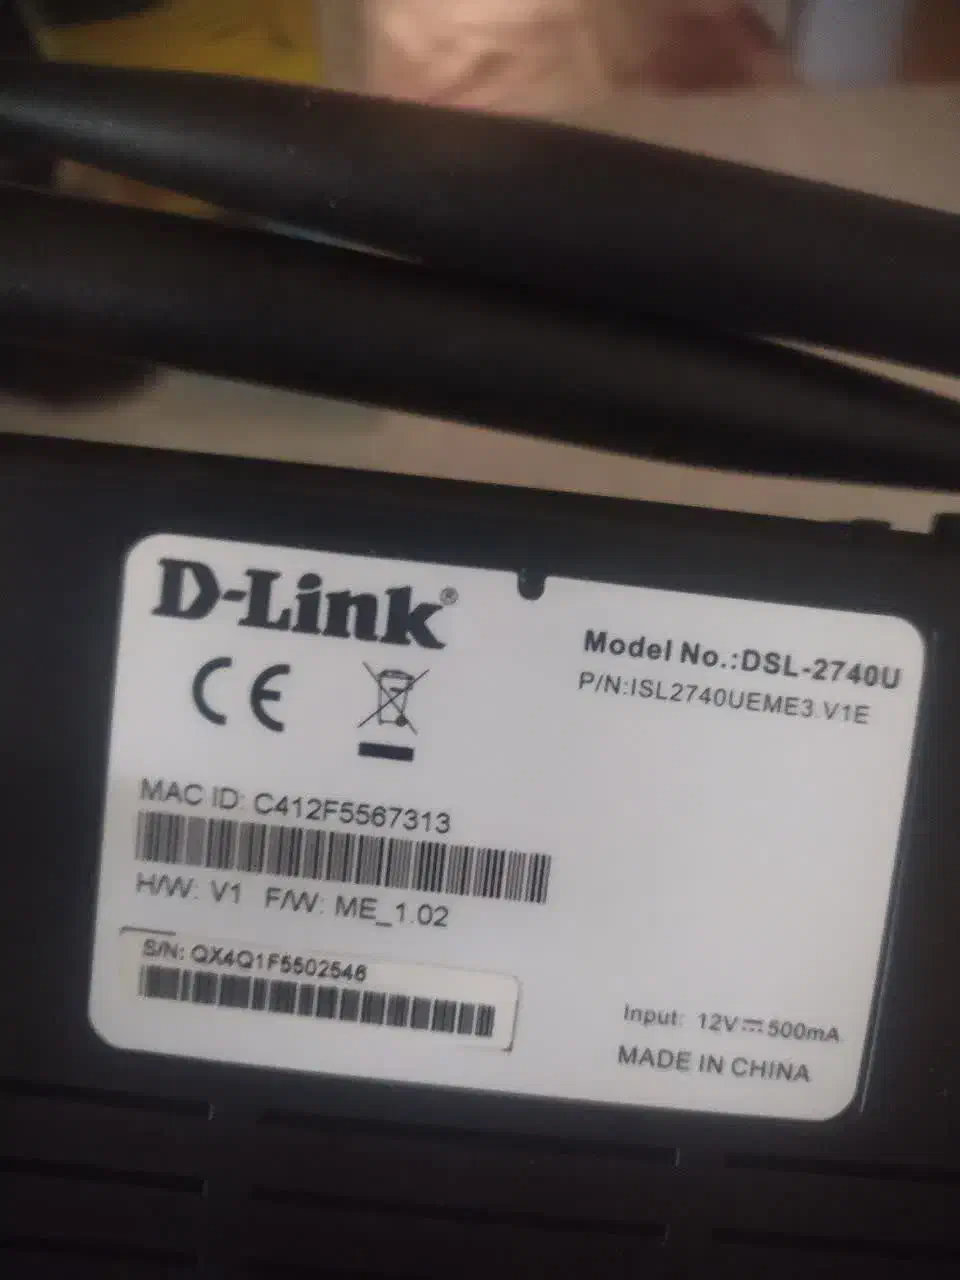 D-Link®
Model No.:DSL-2740U
P/N:ISL2740UEME3.V1E
CE
MAC ID: C412F5567313
H/W: V1 F/W: ME_1.02
S/N: QX4Q1F5502546
Input: 12V⎓500mA
MADE IN CHINA